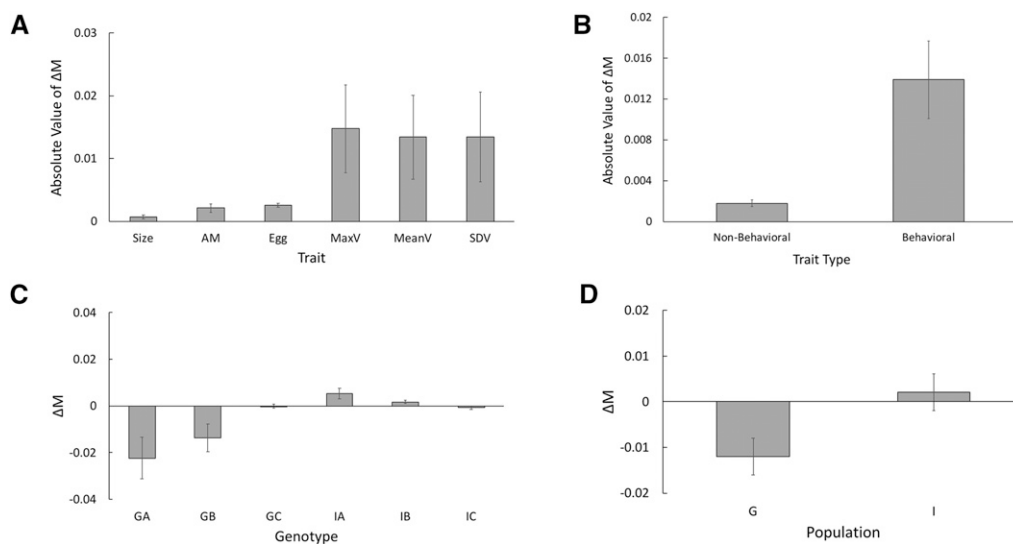 A
Absolute Value of ΔM
0.03
0.02
0.01
0
Size AM Egg MaxV MeanV SDV
Trait
B
Absolute Value of ΔM
0.02
0.016
0.012
0.008
0.004
0
Non-Behavioral Behavioral
Trait Type
C
ΔM
0.04
0.02
0
-0.02
-0.04
GA GB GC IA IB IC
Genotype
D
ΔM
0.02
0.01
0
-0.01
-0.02
G I
Population